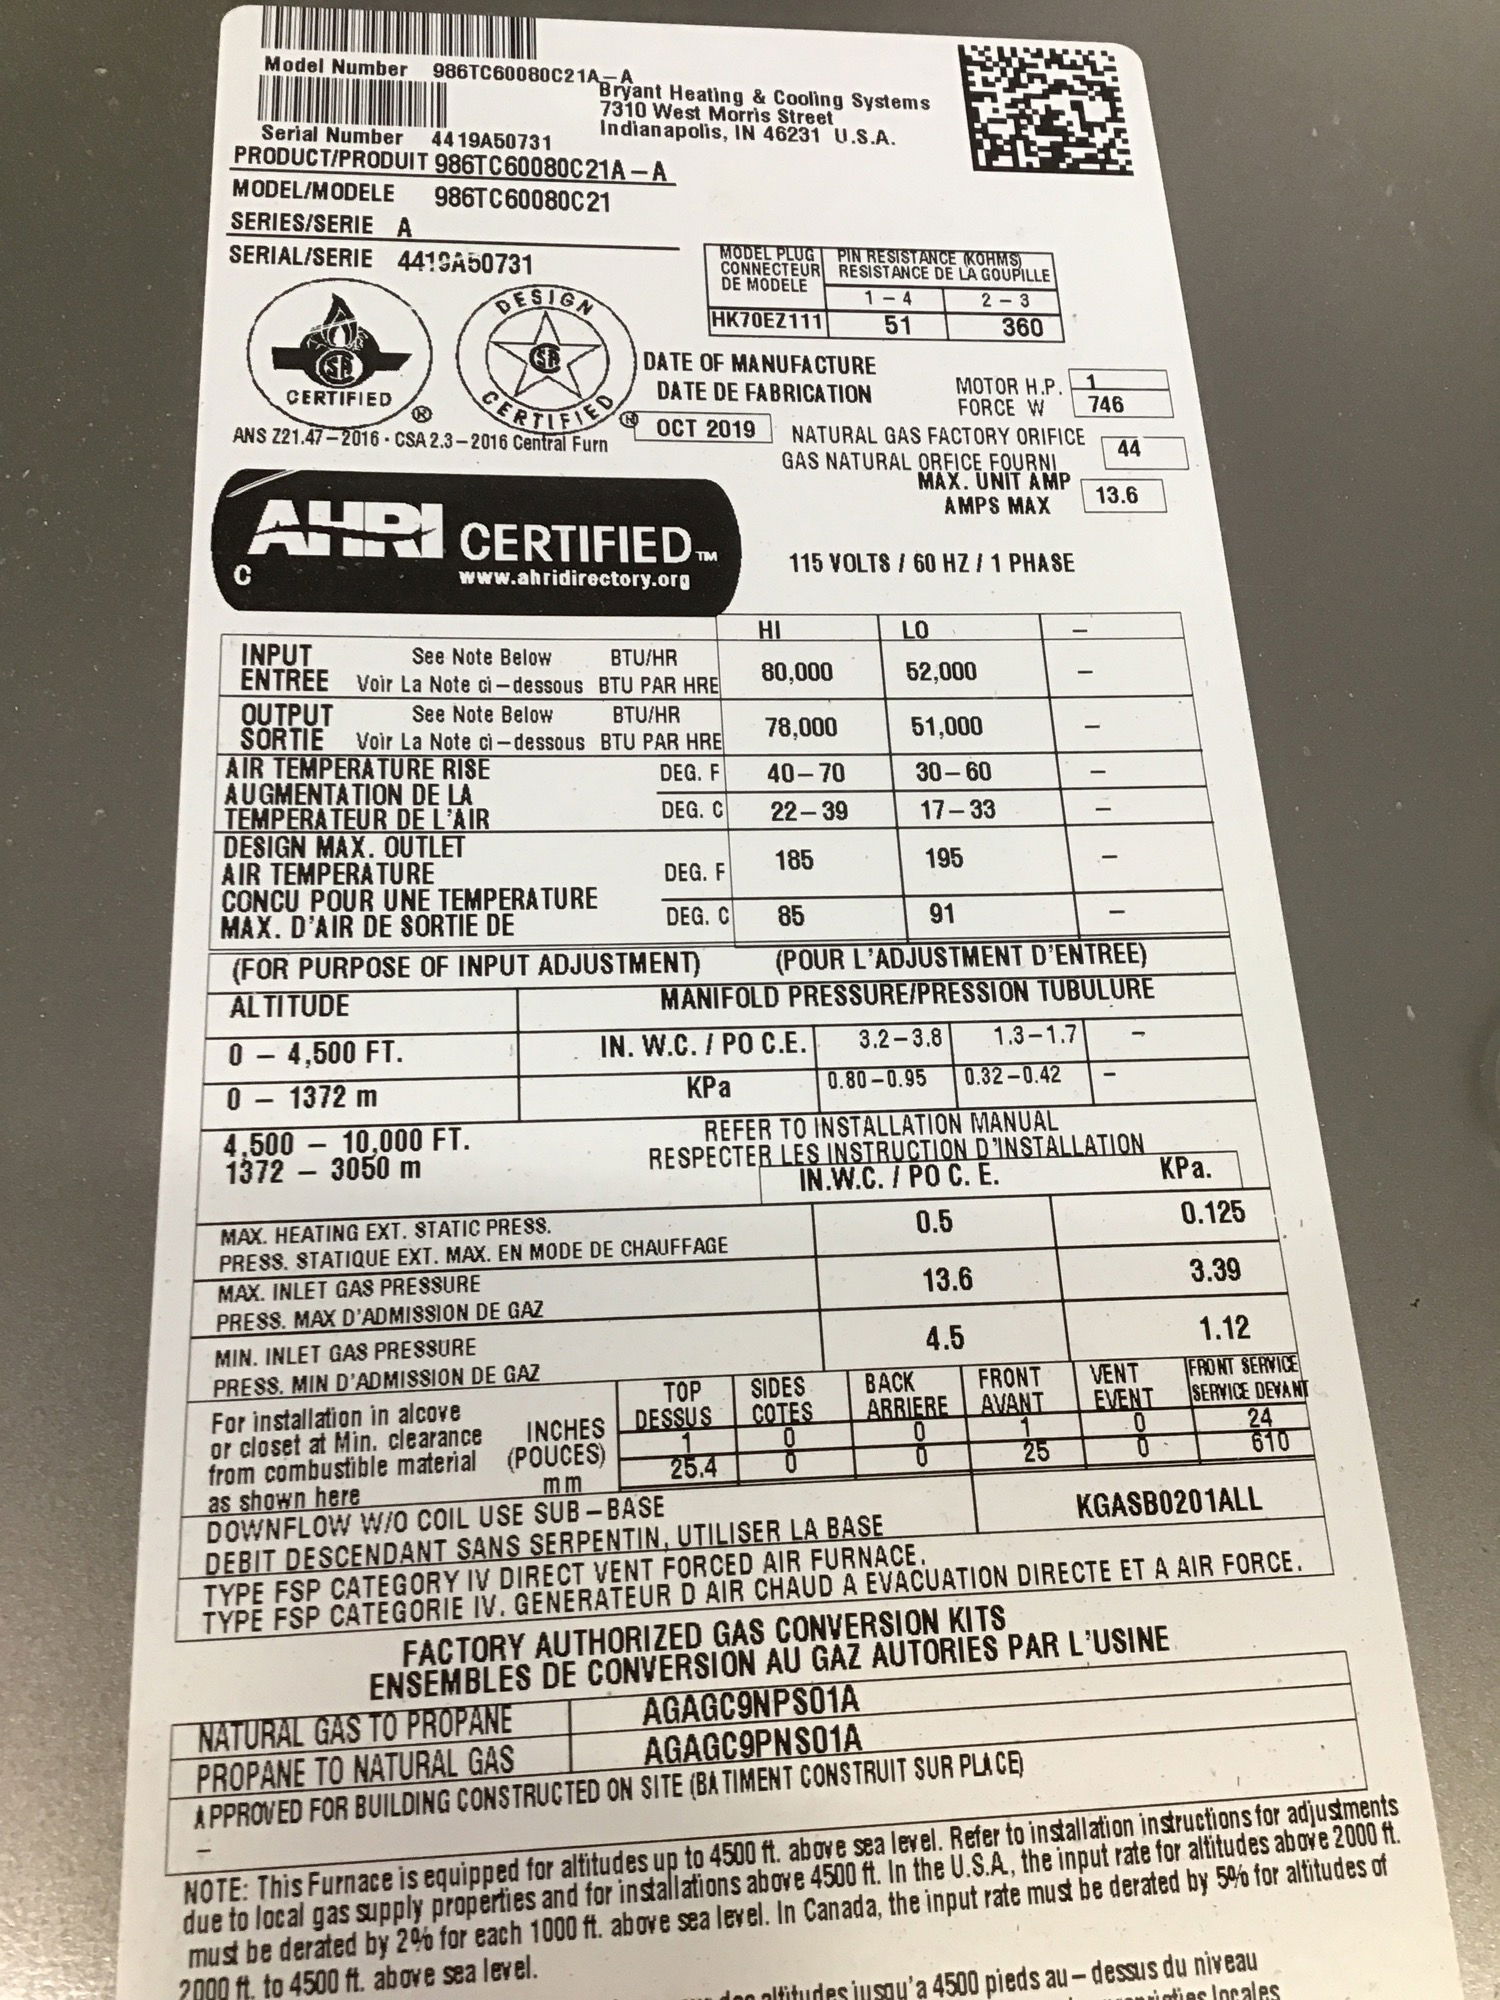 Model Number 986TC60080C21A-A
Bryant Heating & Cooling Systems
7310 West Morris Street
Indianapolis, IN 46231 U.S.A.
Serial Number 4419A50731
PRODUCT/PRODUIT 986TC60080C21A-A
MODEL/MODELE 986TC60080C21
SERIES/SERIE A
SERIAL/SERIE 4419A50731
MODEL PLUG PIN RESISTANCE (KOHMS)
CONNECTEUR RESISTANCE DE LA GOUPILLE
DE MODELE
1-4 2-3
HK70EZ111 51 360
CSA
CERTIFIED
®
DESIGN
CSA
CERTIFIED
®
ANS Z21.47-2016 · CSA 2.3-2016 Central Furn
DATE OF MANUFACTURE
DATE DE FABRICATION
OCT 2019
MOTOR H.P. 1
FORCE W 746
NATURAL GAS FACTORY ORIFICE 44
GAS NATURAL ORFICE FOURNI
MAX. UNIT AMP 13.6
AMPS MAX
AHRI CERTIFIED™
C
www.ahridirectory.org
115 VOLTS / 60 HZ / 1 PHASE
HI LO -
INPUT See Note Below BTU/HR 80,000 52,000 -
ENTREE Voir La Note ci-dessous BTU PAR HRE
OUTPUT See Note Below BTU/HR 78,000 51,000 -
SORTIE Voir La Note ci-dessous BTU PAR HRE
AIR TEMPERATURE RISE DEG. F 40-70 30-60 -
AUGMENTATION DE LA
TEMPERATEUR DE L'AIR DEG. C 22-39 17-33 -
DESIGN MAX. OUTLET
AIR TEMPERATURE DEG. F 185 195 -
CONCU POUR UNE TEMPERATURE
MAX. D'AIR DE SORTIE DE DEG. C 85 91 -
(FOR PURPOSE OF INPUT ADJUSTMENT) (POUR L'ADJUSTMENT D'ENTREE)
ALTITUDE MANIFOLD PRESSURE/PRESSION TUBULURE
0 - 4,500 FT. IN. W.C. / PO C.E. 3.2-3.8 1.3-1.7 -
0 - 1372 m KPa 0.80-0.95 0.32-0.42 -
4,500 - 10,000 FT. REFER TO INSTALLATION MANUAL
1372 - 3050 m RESPECTER LES INSTRUCTION D'INSTALLATION
IN.W.C. / PO C. E. KPa.
MAX. HEATING EXT. STATIC PRESS. 0.5 0.125
PRESS. STATIQUE EXT. MAX. EN MODE DE CHAUFFAGE
MAX. INLET GAS PRESSURE 13.6 3.39
PRESS. MAX D'ADMISSION DE GAZ
MIN. INLET GAS PRESSURE 4.5 1.12
PRESS. MIN D'ADMISSION DE GAZ
TOP SIDES BACK FRONT VENT FRONT SERVICE
DESSUS COTES ARRIERE AVANT EVENT SERVICE DEVANT
For installation in alcove
or closet at Min. clearance
from combustible material
as shown here
INCHES 1 0 0 1 0 24
(POUCES)
mm 25.4 0 0 25 0 610
DOWNFLOW W/O COIL USE SUB-BASE KGASB0201ALL
DEBIT DESCENDANT SANS SERPENTIN, UTILISER LA BASE
TYPE FSP CATEGORY IV DIRECT VENT FORCED AIR FURNACE.
TYPE FSP CATEGORIE IV. GENERATEUR D AIR CHAUD A EVACUATION DIRECTE ET A AIR FORCE.
FACTORY AUTHORIZED GAS CONVERSION KITS
ENSEMBLES DE CONVERSION AU GAZ AUTORIES PAR L'USINE
NATURAL GAS TO PROPANE AGAGC9NPS01A
PROPANE TO NATURAL GAS AGAGC9PNS01A
APPROVED FOR BUILDING CONSTRUCTED ON SITE (BATIMENT CONSTRUIT SUR PLACE)
-
NOTE: This Furnace is equipped for altitudes up to 4500 ft. above sea level. Refer to installation instructions for adjustments
due to local gas supply properties and for installations above 4500 ft. In the U.S.A., the input rate for altitudes above 2000 ft.
must be derated by 2% for each 1000 ft. above sea level. In Canada, the input rate must be derated by 5% for altitudes of
2000 ft. to 4500 ft. above sea level.
altitudes jusqu'a 4500 pieds au-dessus du niveau
locales